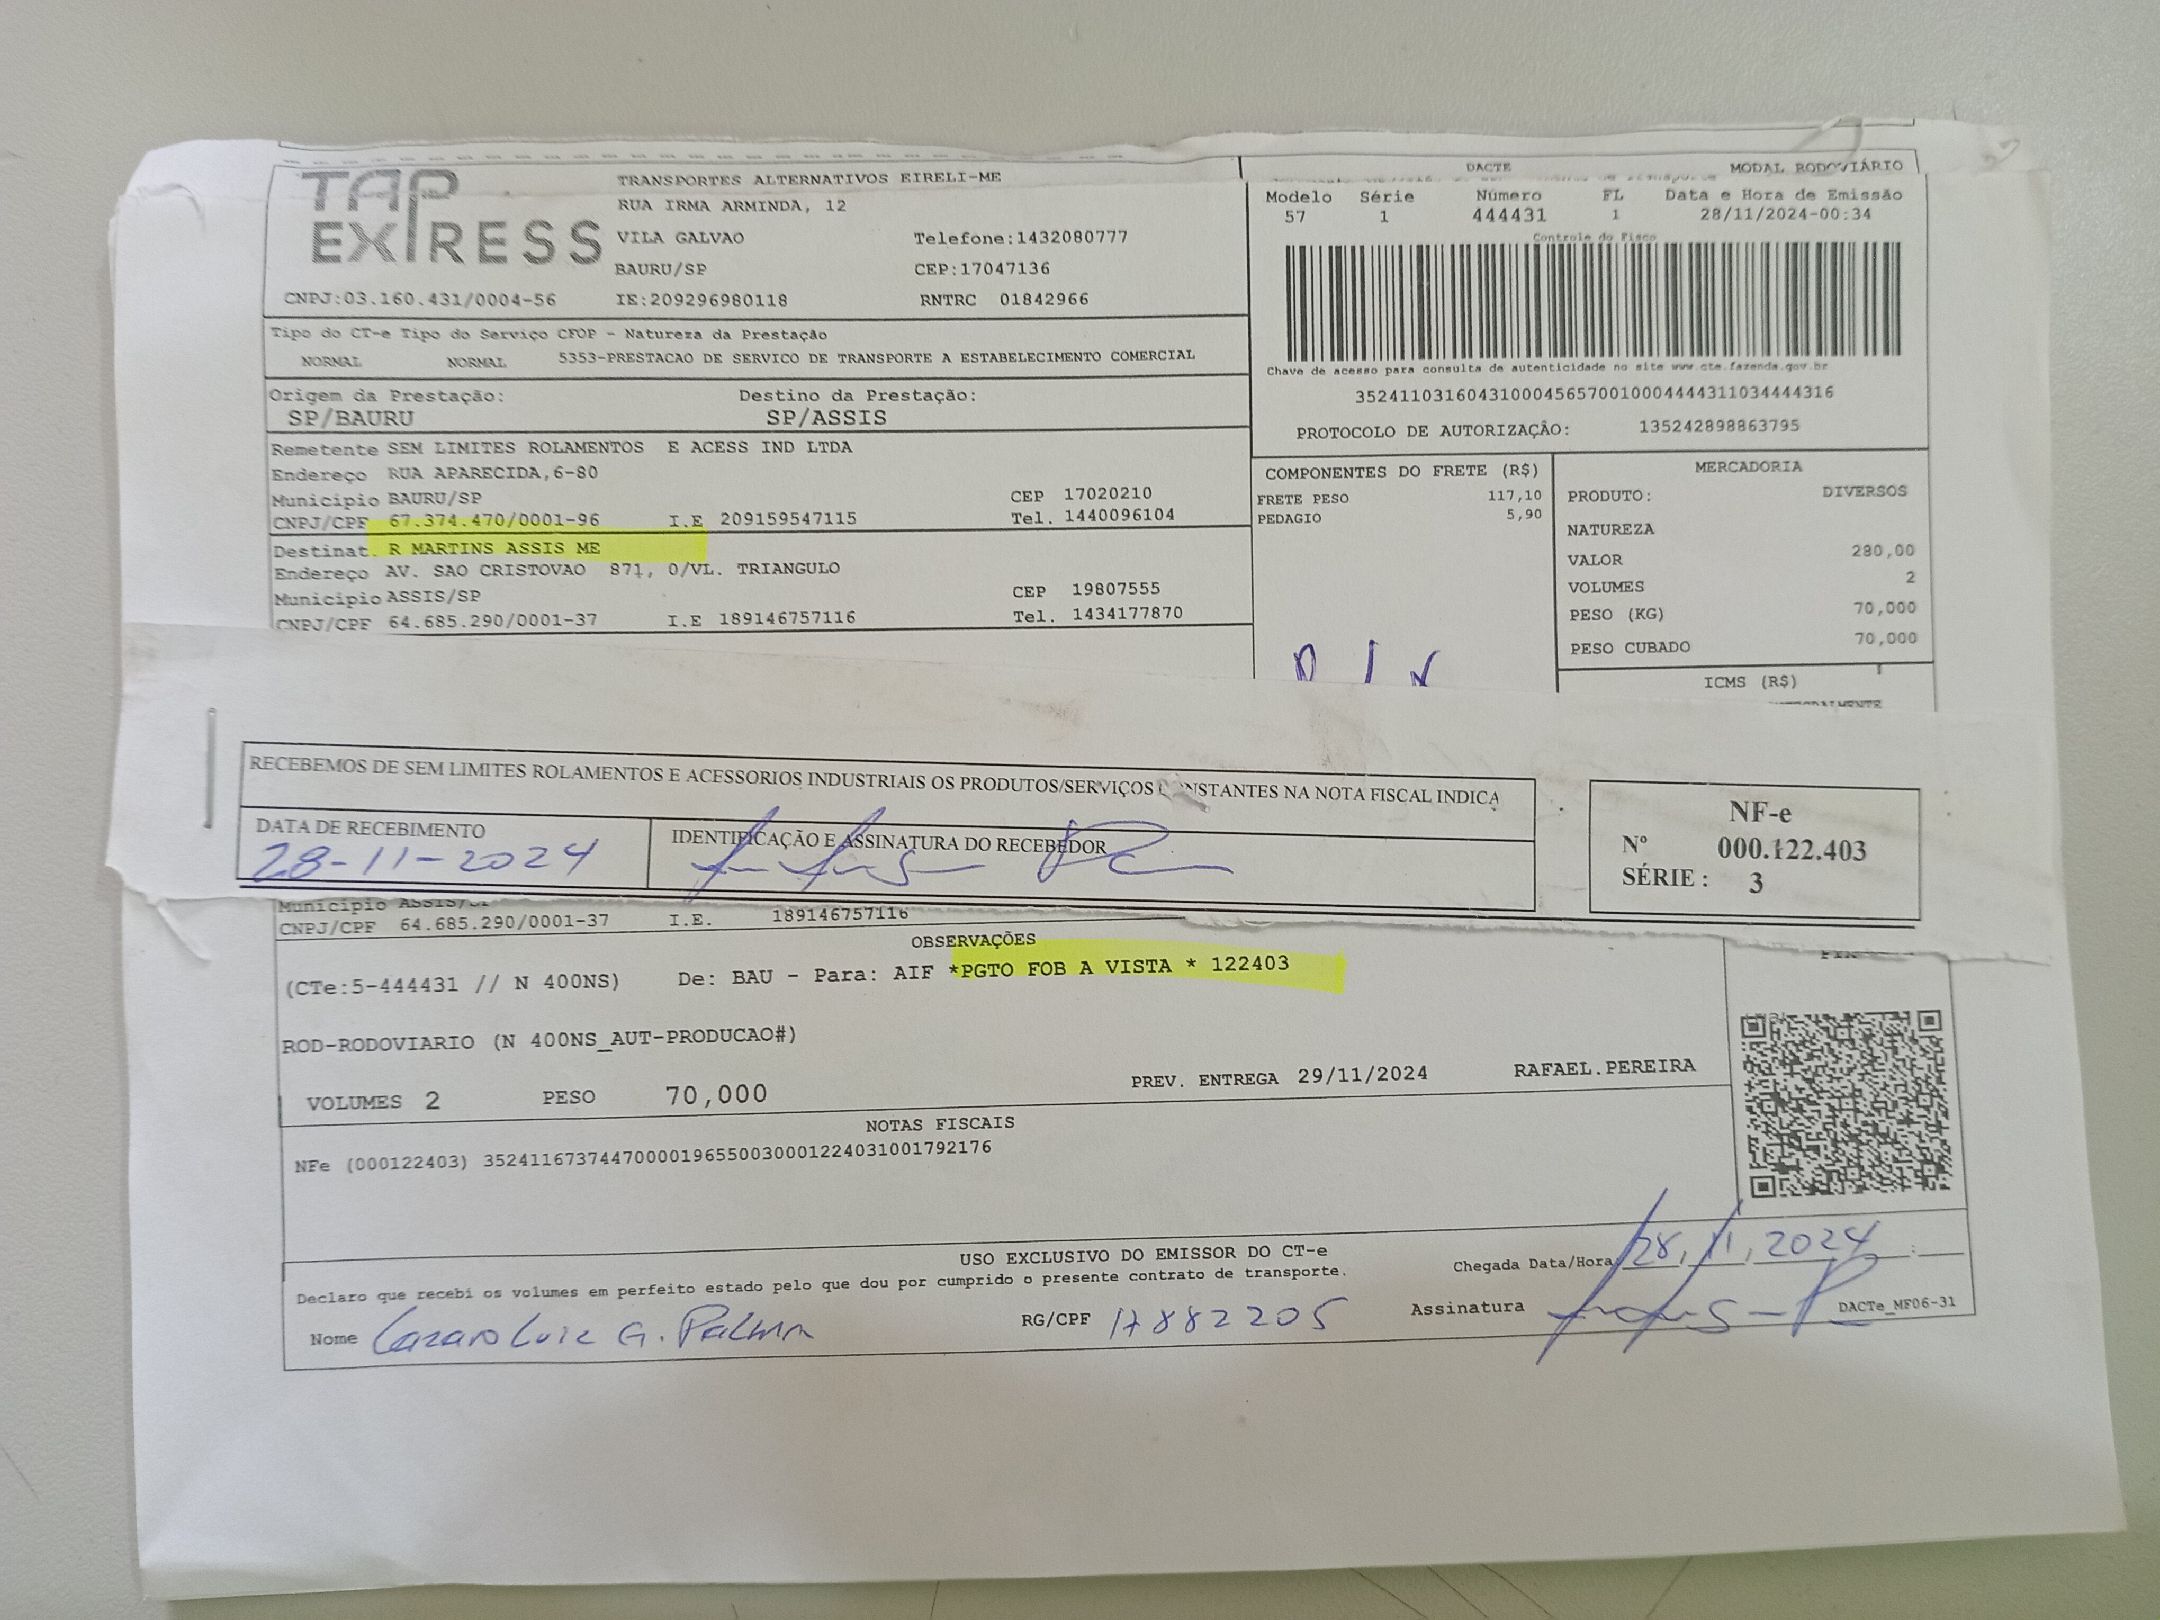 TAP EXPRESS
TRANSPORTES ALTERNATIVOS EIRELI-ME
RUA IRMA ARMINDA, 12
VILA GALVAO Telefone:1432080777
BAURU/SP CEP:17047136
CNPJ:03.160.431/0004-56 IE:209296980118 RNTRC 01842966
DACTE MODAL RODOVIÁRIO
Modelo Série Número FL Data e Hora de Emissão
57 1 444431 1 28/11/2024-00:34
Controle do Fisco
Chave de acesso para consulta de autenticidade no site www.cte.fazenda.gov.br
35241103160431000456570010004444311034444316
PROTOCOLO DE AUTORIZAÇÃO: 135242898863795
Tipo do CT-e Tipo do Serviço CFOP - Natureza da Prestação
NORMAL NORMAL 5353-PRESTACAO DE SERVICO DE TRANSPORTE A ESTABELECIMENTO COMERCIAL
Origem da Prestação: Destino da Prestação:
SP/BAURU SP/ASSIS
Remetente SEM LIMITES ROLAMENTOS E ACESS IND LTDA
Endereço RUA APARECIDA,6-80
Município BAURU/SP CEP 17020210
CNPJ/CPF 67.374.470/0001-96 I.E 209159547115 Tel. 1440096104
Destinat. R MARTINS ASSIS ME
Endereço AV. SAO CRISTOVAO 871, 0/VL. TRIANGULO
Município ASSIS/SP CEP 19807555
CNPJ/CPF 64.685.290/0001-37 I.E 189146757116 Tel. 1434177870
COMPONENTES DO FRETE (R$)
FRETE PESO 117,10
PEDAGIO 5,90
MERCADORIA
PRODUTO: DIVERSOS
NATUREZA
VALOR 280,00
VOLUMES 2
PESO (KG) 70,000
PESO CUBADO 70,000
ICMS (R$)
RECEBEMOS DE SEM LIMITES ROLAMENTOS E ACESSORIOS INDUSTRIAIS OS PRODUTOS/SERVIÇOS CONSTANTES NA NOTA FISCAL INDICA
DATA DE RECEBIMENTO IDENTIFICAÇÃO E ASSINATURA DO RECEBEDOR
28-11-2024
NF-e
Nº 000.122.403
SÉRIE : 3
Município ASSIS/SP
CNPJ/CPF 64.685.290/0001-37 I.E. 189146757116
OBSERVAÇÕES
(CTe:5-444431 // N 400NS) De: BAU - Para: AIF *PGTO FOB A VISTA * 122403
ROD-RODOVIARIO (N 400NS_AUT-PRODUCAO#)
VOLUMES 2 PESO 70,000 PREV. ENTREGA 29/11/2024 RAFAEL.PEREIRA
NOTAS FISCAIS
NFe (000122403) 35241167374470000196550030001224031001792176
USO EXCLUSIVO DO EMISSOR DO CT-e
Declaro que recebi os volumes em perfeito estado pelo que dou por cumprido o presente contrato de transporte.
Chegada Data/Hora 28, 11, 2024 :
Nome Lazaro Luiz G. Palma RG/CPF 17882205 Assinatura DACTe_MF06-31